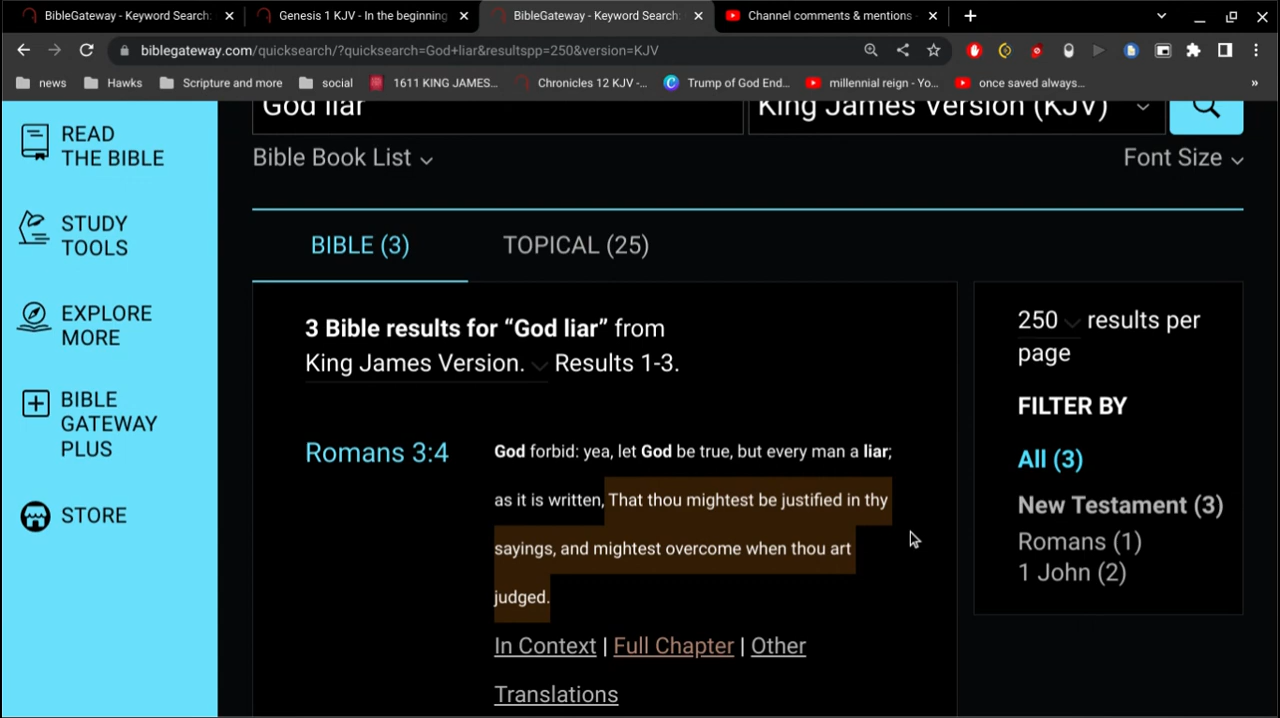 BibleGateway - Keyword Search:
Genesis 1 KJV - In the beginning
BibleGateway - Keyword Search:
Channel comments & mentions -
biblegateway.com/quicksearch/?quicksearch=God+liar&resultspp=250&version=KJV
news
Hawks
Scripture and more
social
1611 KING JAMES...
Chronicles 12 KJV -...
Trump of God End...
millennial reign - Yo...
once saved always...
»
God liar
King James Version (KJV)
Bible Book List
Font Size
READ
THE BIBLE
STUDY
TOOLS
EXPLORE
MORE
BIBLE
GATEWAY
PLUS
STORE
BIBLE (3)
TOPICAL (25)
3 Bible results for “God liar” from
King James Version. Results 1-3.
Romans 3:4
God forbid: yea, let God be true, but every man a liar;
as it is written, That thou mightest be justified in thy
sayings, and mightest overcome when thou art
judged.
In Context | Full Chapter | Other
Translations
250 results per
page
FILTER BY
All (3)
New Testament (3)
Romans (1)
1 John (2)